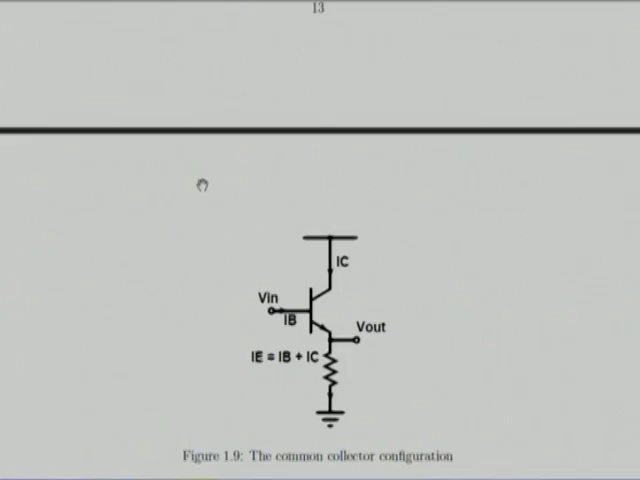 13
IC
Vin
IB
Vout
IE = IB + IC
Figure 1.9: The common collector configuration